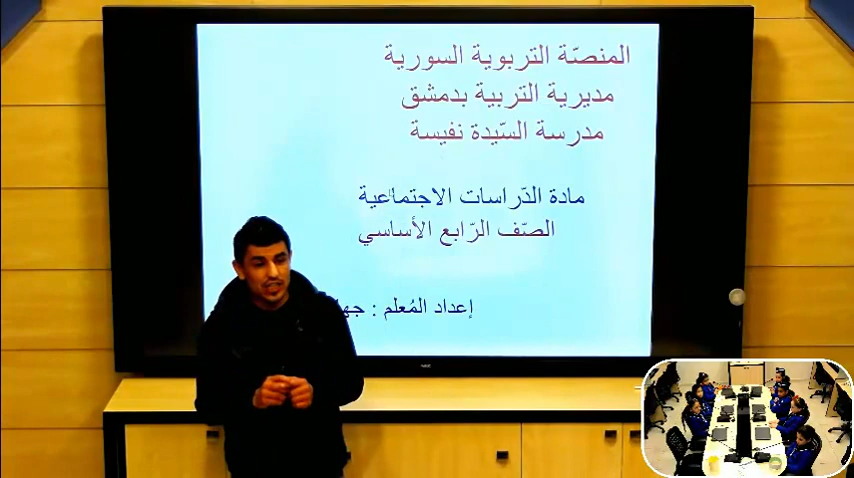 المنصّة التربوية السورية
مديرية التربية بدمشق
مدرسة السّيدة نفيسة
مادة الدّراسات الاجتماعية
الصّف الرّابع الأساسي
إعداد المُعلم :
NEC